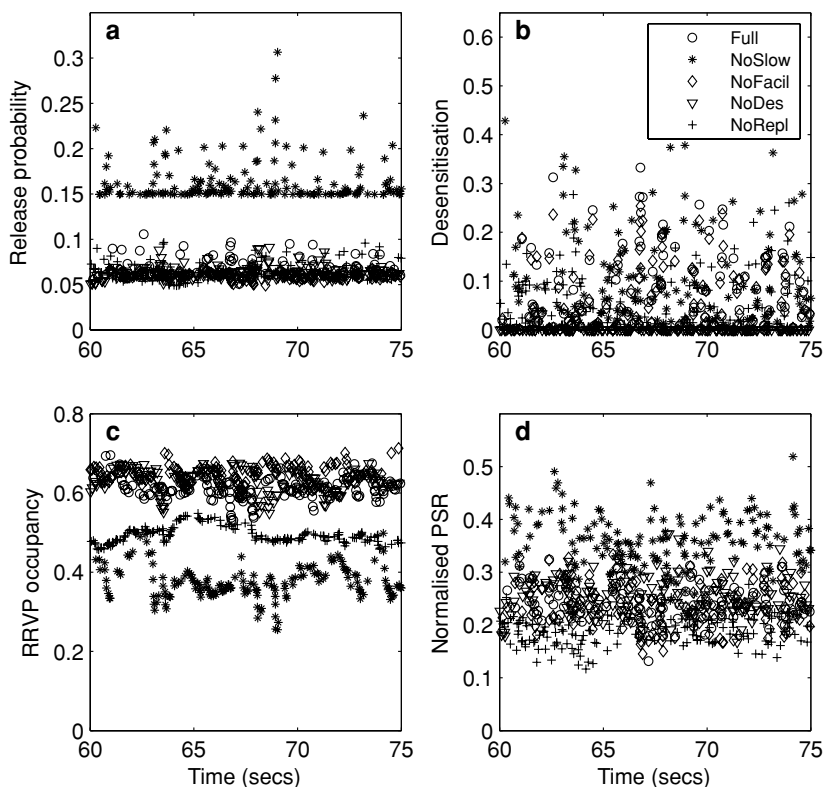 a
Release probability
0.3
0.25
0.2
0.15
0.1
0.05
0
60
65
70
75
b
Desensitisation
0.6
0.5
0.4
0.3
0.2
0.1
0
60
65
70
75
Full
NoSlow
NoFacil
NoDes
NoRepl
c
RRVP occupancy
0.8
0.6
0.4
0.2
0
60
65
70
75
Time (secs)
d
Normalised PSR
0.5
0.4
0.3
0.2
0.1
0
60
65
70
75
Time (secs)